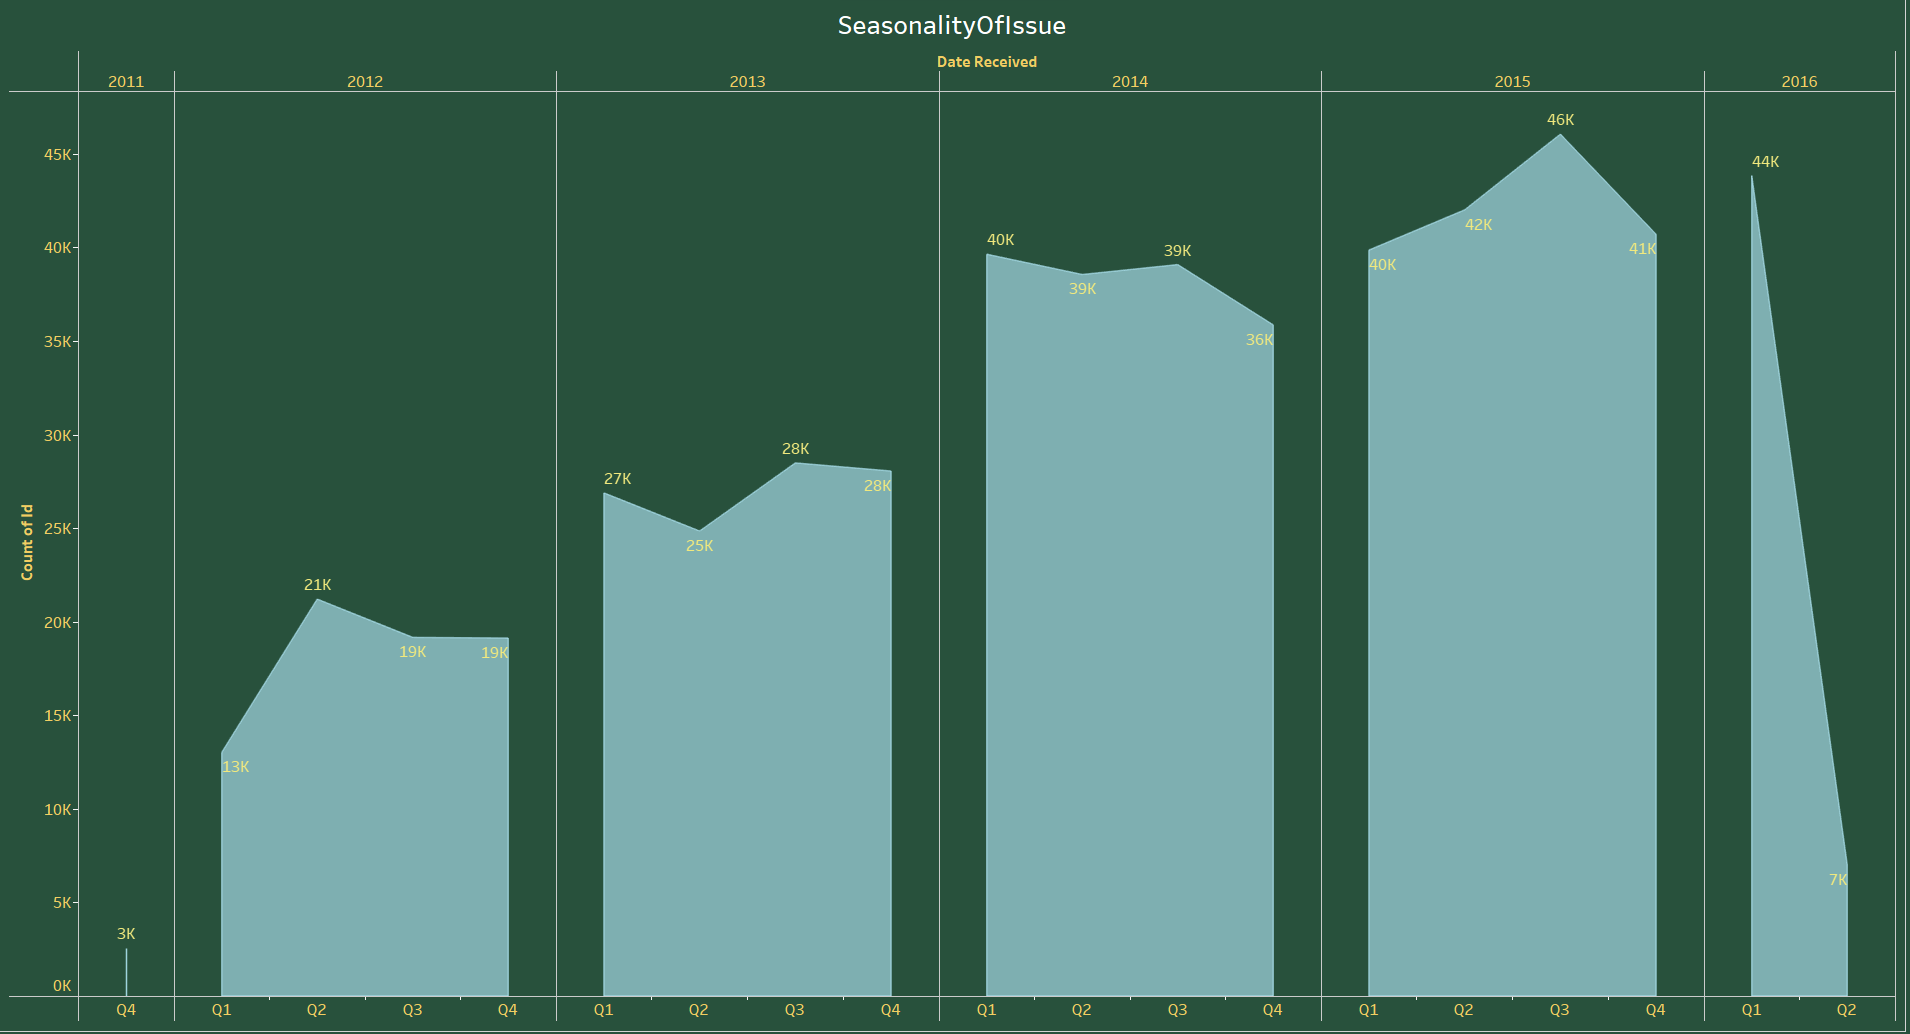 SeasonalityOfIssue
Date Received
2011 2012 2013 2014 2015 2016
46K
45K
44K
42K
40K 39K 40K 41K
40K
39K
36K
35K
30K
28K
27K
28K
25K
25K
Count of Id
21K
20K
19K 19K
15K
13K
10K
7K
5K
3K
0K
Q4 Q1 Q2 Q3 Q4 Q1 Q2 Q3 Q4 Q1 Q2 Q3 Q4 Q1 Q2 Q3 Q4 Q1 Q2